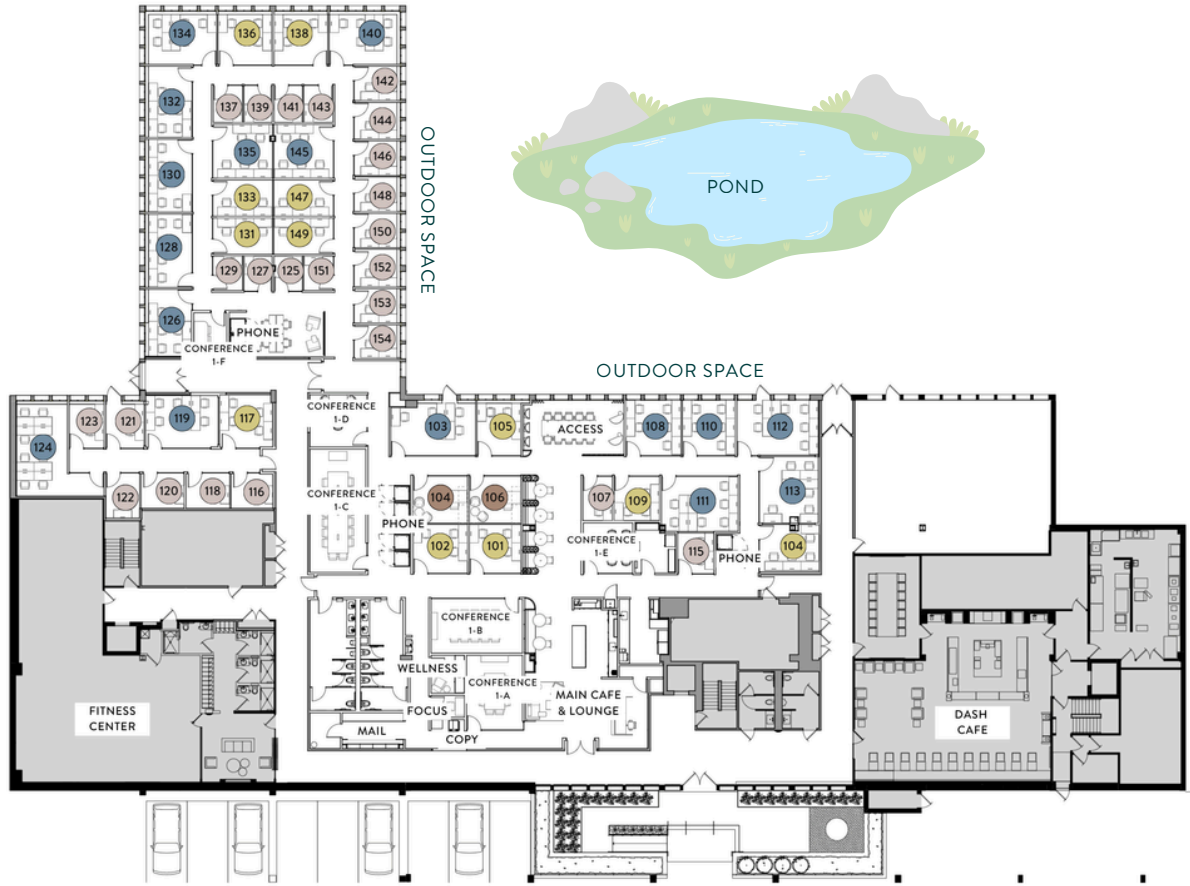 134
136
138
140
132
137
139
141
143
142
144
135
145
146
130
133
147
148
131
149
150
128
129
127
125
151
152
153
126
PHONE
154
CONFERENCE
1-F
OUTDOOR SPACE
POND
OUTDOOR SPACE
124
123
121
119
117
122
120
118
116
CONFERENCE
1-D
103
105
ACCESS
108
110
112
CONFERENCE
1-C
PHONE
104
106
102
101
107
109
111
113
CONFERENCE
1-E
115
PHONE
104
CONFERENCE
1-B
WELLNESS
CONFERENCE
1-A
FOCUS
MAIL
COPY
MAIN CAFE
& LOUNGE
FITNESS
CENTER
DASH
CAFE